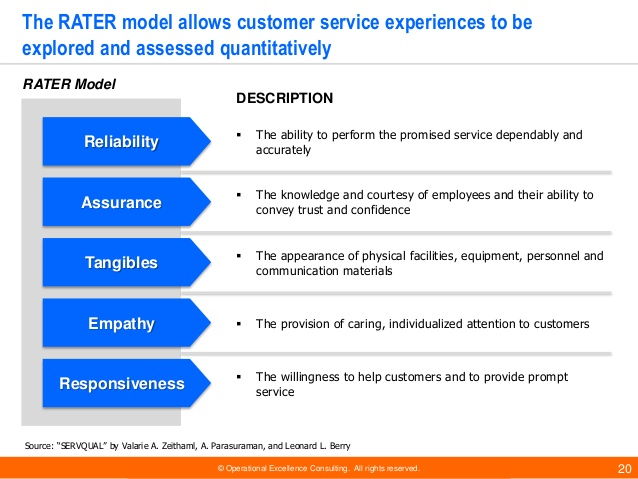 The RATER model allows customer service experiences to be
explored and assessed quantitatively
RATER Model
DESCRIPTION
Reliability
▪ The ability to perform the promised service dependably and
accurately
Assurance
▪ The knowledge and courtesy of employees and their ability to
convey trust and confidence
Tangibles
▪ The appearance of physical facilities, equipment, personnel and
communication materials
Empathy
▪ The provision of caring, individualized attention to customers
Responsiveness
▪ The willingness to help customers and to provide prompt
service
Source: “SERVQUAL” by Valarie A. Zeithaml, A. Parasuraman, and Leonard L. Berry
© Operational Excellence Consulting. All rights reserved.
20